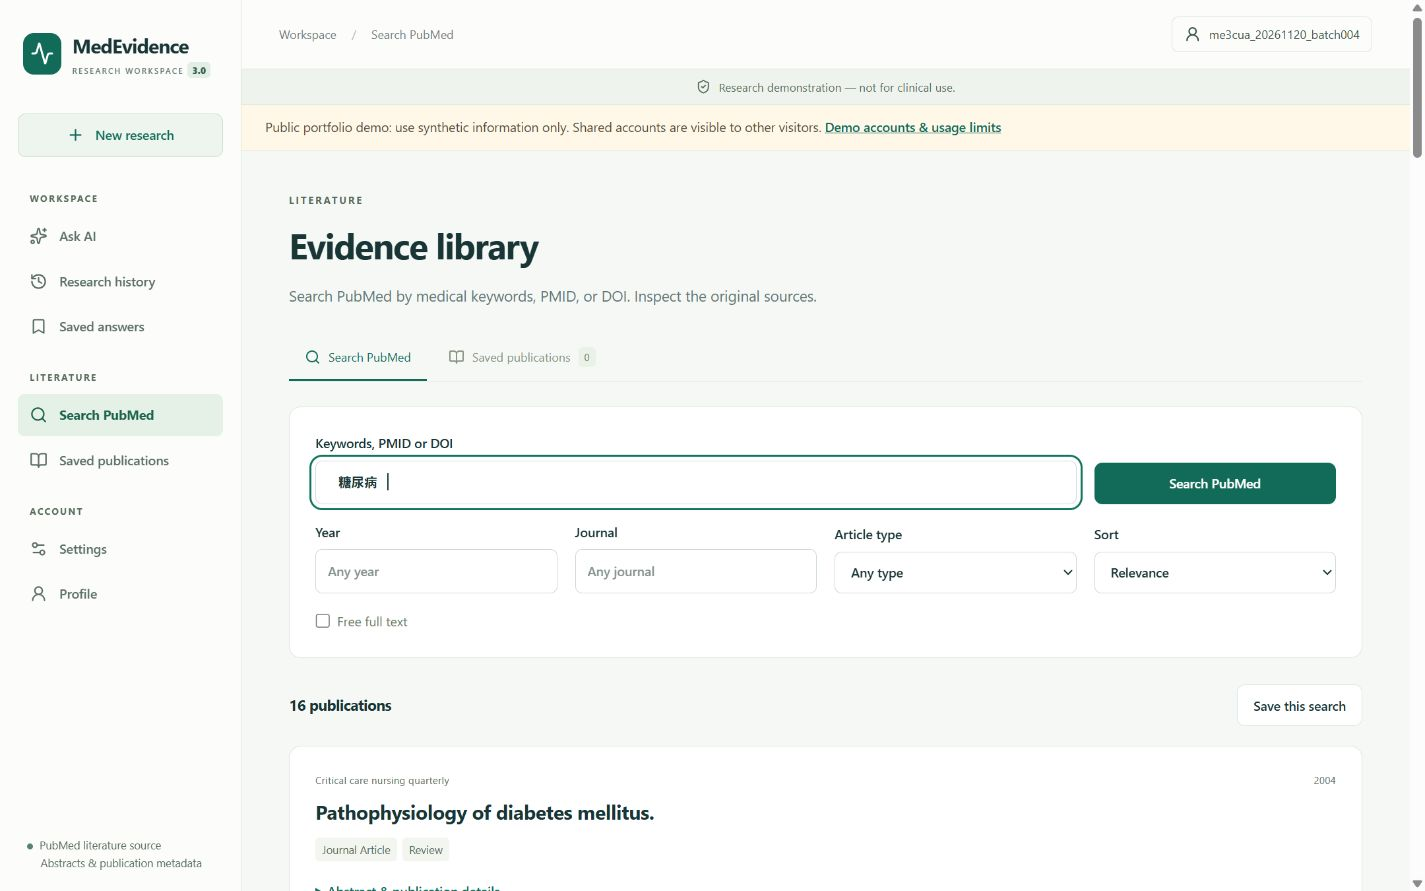 MedEvidence
RESEARCH WORKSPACE 3.0
New research
WORKSPACE
Ask AI
Research history
Saved answers
LITERATURE
Search PubMed
Saved publications
ACCOUNT
Settings
Profile
PubMed literature source
Abstracts & publication metadata
Workspace / Search PubMed
me3cua_20261120_batch004
Research demonstration — not for clinical use.
Public portfolio demo: use synthetic information only. Shared accounts are visible to other visitors. Demo accounts & usage limits
LITERATURE
Evidence library
Search PubMed by medical keywords, PMID, or DOI. Inspect the original sources.
Search PubMed
Saved publications 0
Keywords, PMID or DOI
糖尿病
Search PubMed
Year
Journal
Article type
Sort
Any year
Any journal
Any type
Relevance
Free full text
16 publications
Save this search
Critical care nursing quarterly
2004
Pathophysiology of diabetes mellitus.
Journal Article
Review
Abstract & publication details